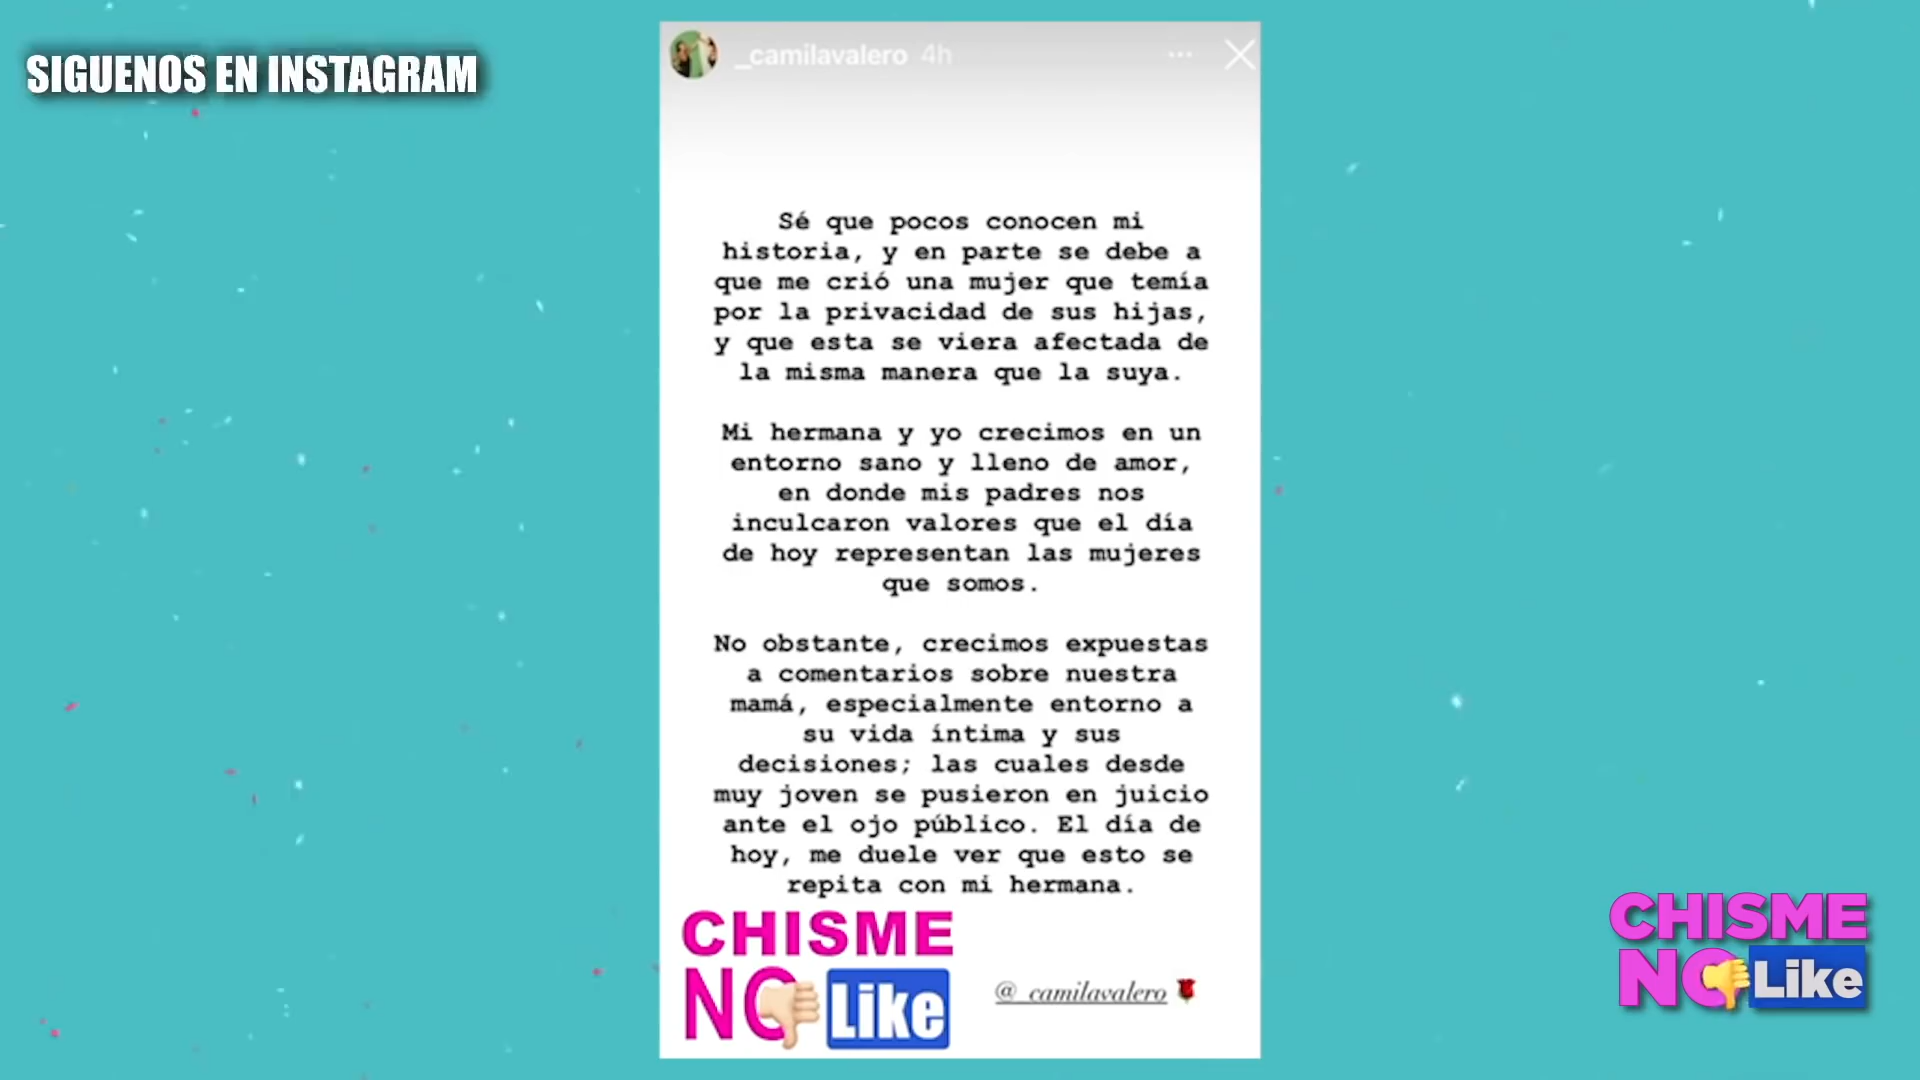 SIGUENOS EN INSTAGRAM
_camilavalero 4h
Sé que pocos conocen mi
historia, y en parte se debe a
que me crió una mujer que temía
por la privacidad de sus hijas,
y que esta se viera afectada de
la misma manera que la suya.
Mi hermana y yo crecimos en un
entorno sano y lleno de amor,
en donde mis padres nos
inculcaron valores que el día
de hoy representan las mujeres
que somos.
No obstante, crecimos expuestas
a comentarios sobre nuestra
mamá, especialmente entorno a
su vida íntima y sus
decisiones; las cuales desde
muy joven se pusieron en juicio
ante el ojo público. El día de
hoy, me duele ver que esto se
repita con mi hermana.
CHISME
NO Like
@_camilavalero
CHISME
NO Like